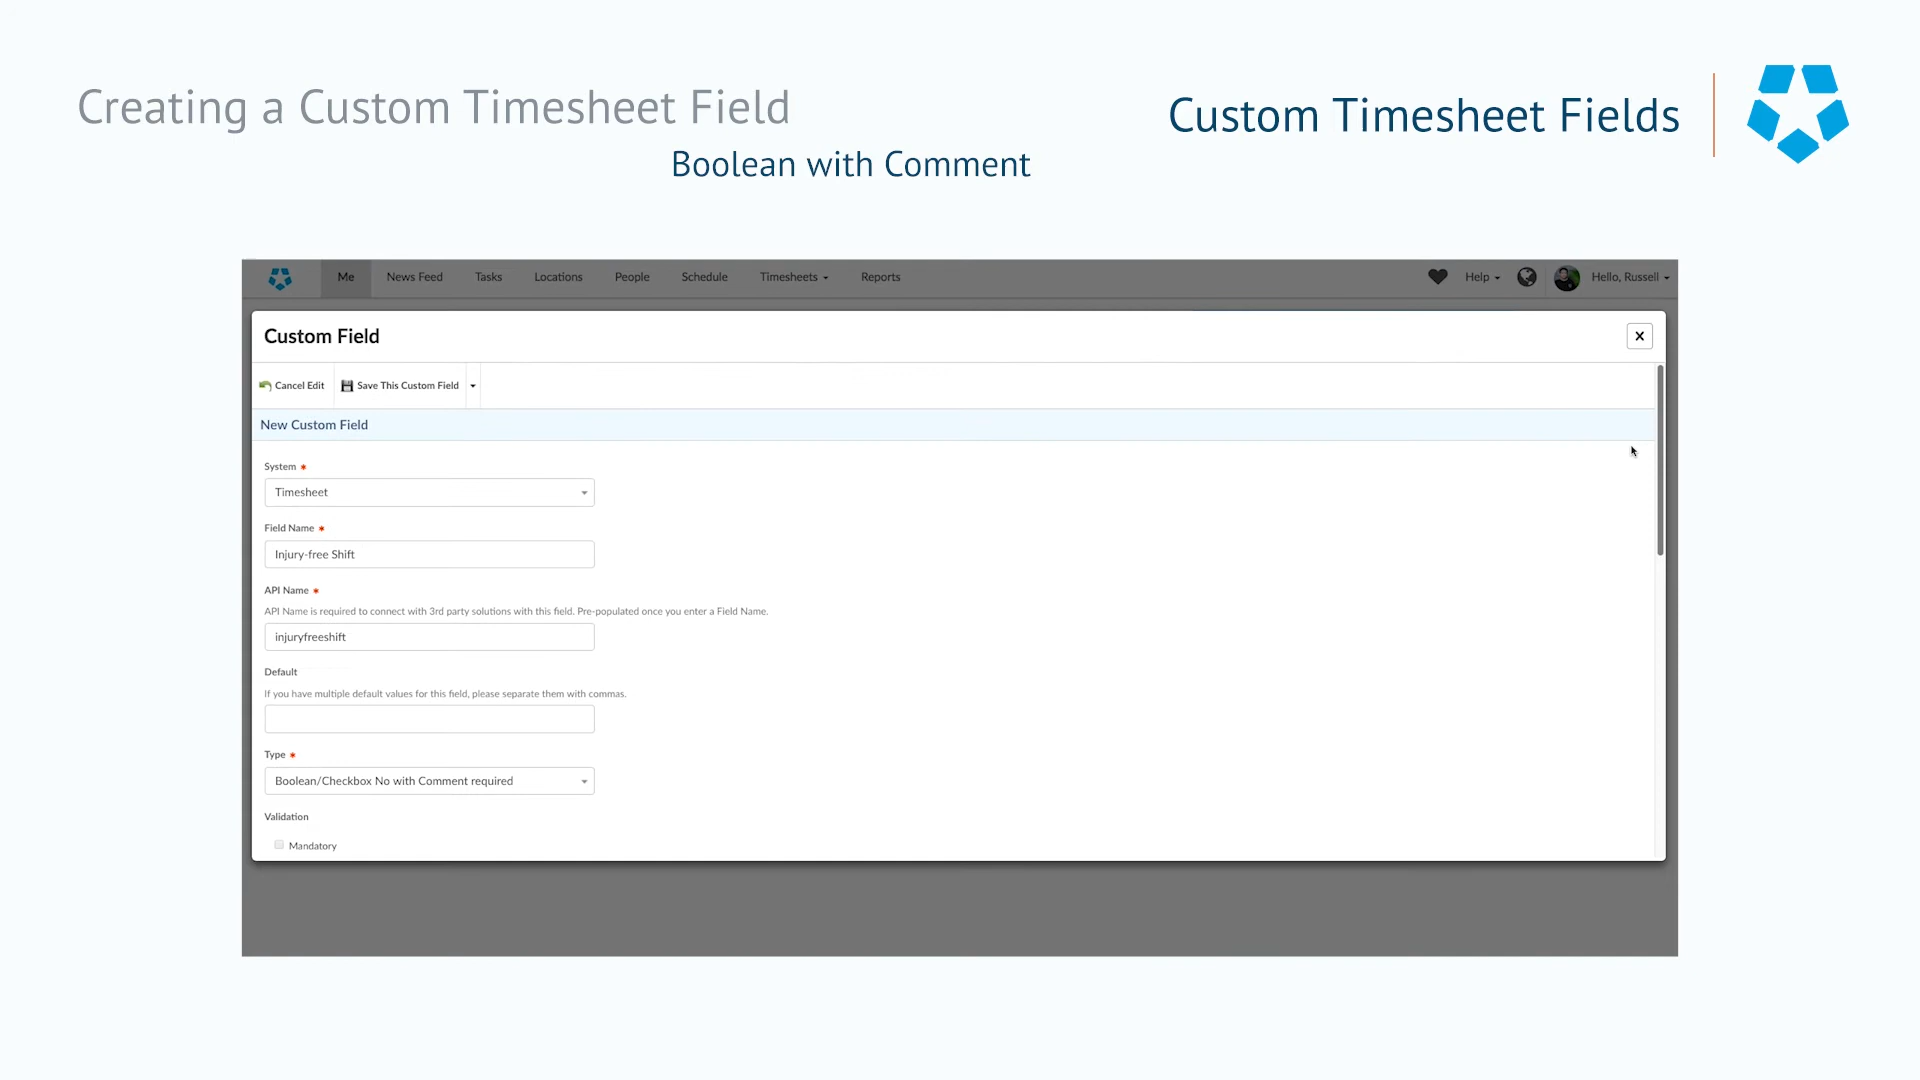 Creating a Custom Timesheet Field
Boolean with Comment
Custom Timesheet Fields
Me News Feed Tasks Locations People Schedule Timesheets Reports Help Hello, Russell
Custom Field
Cancel Edit Save This Custom Field
New Custom Field
System *
Timesheet
Field Name *
Injury-free Shift
API Name *
API Name is required to connect with 3rd party solutions with this field. Pre-populated once you enter a Field Name.
injuryfreeshift
Default
If you have multiple default values for this field, please separate them with commas.
Type *
Boolean/Checkbox No with Comment required
Validation
Mandatory